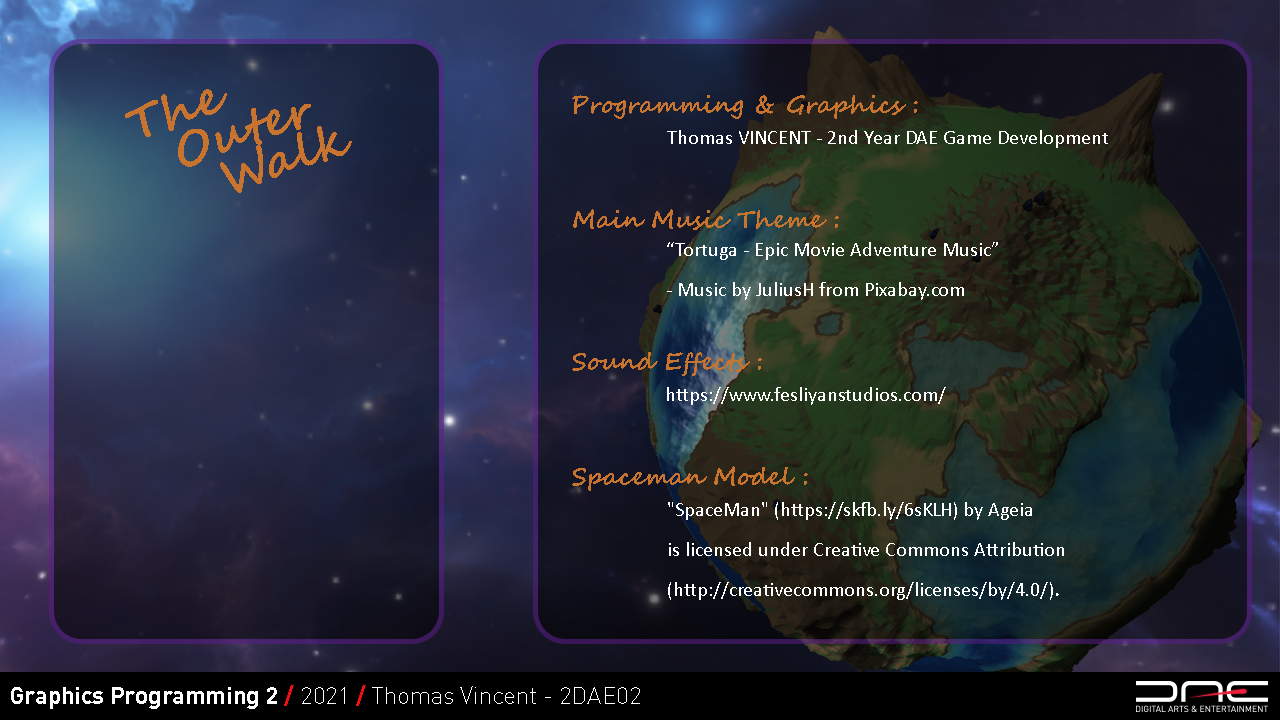 The
Outer
Walk
Programming & Graphics :
Thomas VINCENT - 2nd Year DAE Game Development
Main Music Theme :
“Tortuga - Epic Movie Adventure Music”
- Music by JuliusH from Pixabay.com
Sound Effects :
https://www.fesliyanstudios.com/
Spaceman Model :
"SpaceMan" (https://skfb.ly/6sKLH) by Ageia
is licensed under Creative Commons Attribution
(http://creativecommons.org/licenses/by/4.0/).
Graphics Programming 2 / 2021 / Thomas Vincent - 2DAE02
DAE
DIGITAL ARTS & ENTERTAINMENT